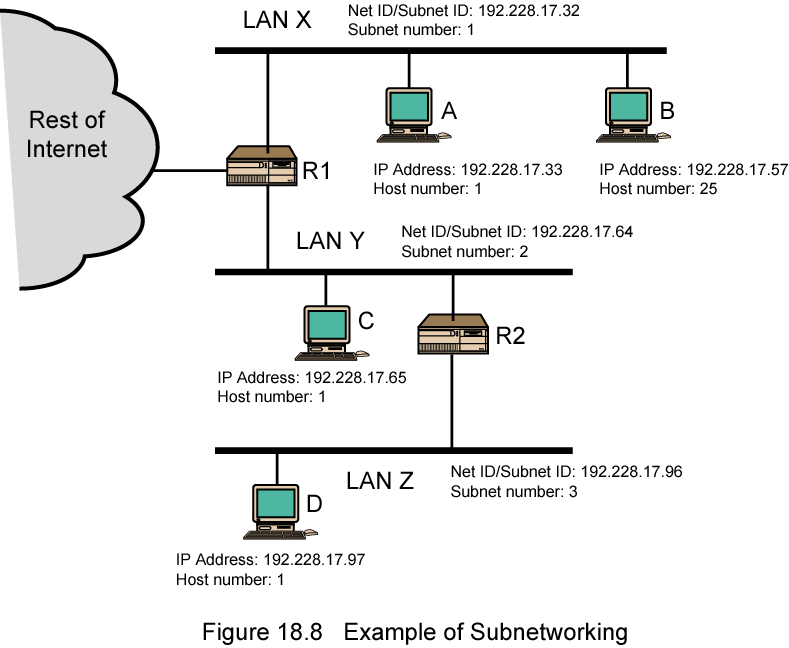 LAN X
Net ID/Subnet ID: 192.228.17.32
Subnet number: 1
Rest of
Internet
A
B
R1
IP Address: 192.228.17.33
Host number: 1
IP Address: 192.228.17.57
Host number: 25
LAN Y
Net ID/Subnet ID: 192.228.17.64
Subnet number: 2
C
R2
IP Address: 192.228.17.65
Host number: 1
LAN Z
Net ID/Subnet ID: 192.228.17.96
Subnet number: 3
D
IP Address: 192.228.17.97
Host number: 1
Figure 18.8 Example of Subnetworking